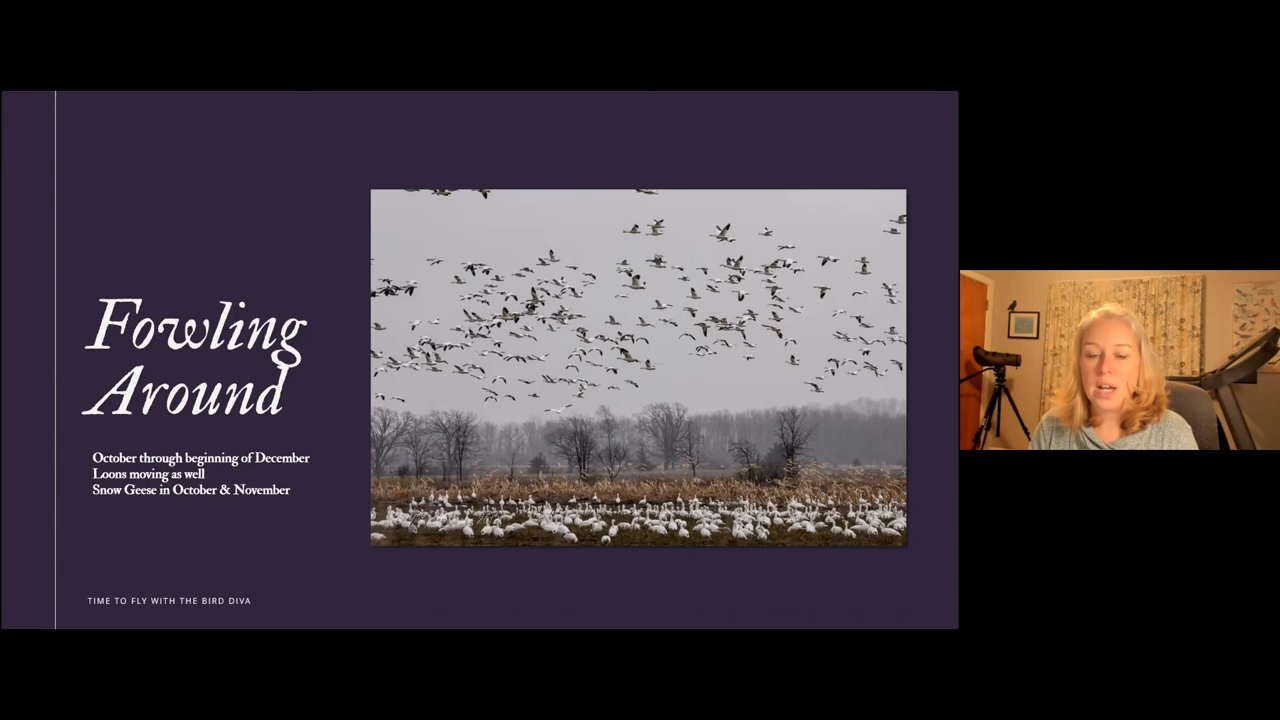 Fowling
Around
October through beginning of December
Loons moving as well
Snow Geese in October & November
TIME TO FLY WITH THE BIRD DIVA